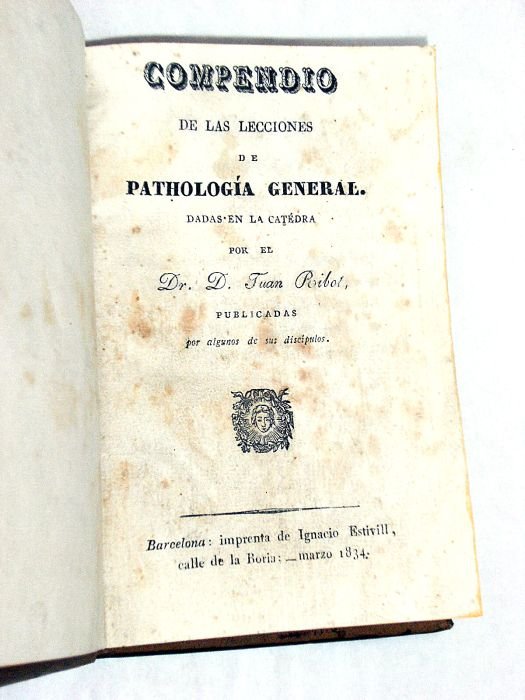 COMPENDIO
DE LAS LECCIONES
DE
PATHOLOGÍA GENERAL.
DADAS EN LA CATÉDRA
POR EL
Dr. D. Juan Ribot,
PUBLICADAS
por algunos de sus discípulos.
Barcelona: imprenta de Ignacio Estivill,
calle de la Boria: — marzo 1834.